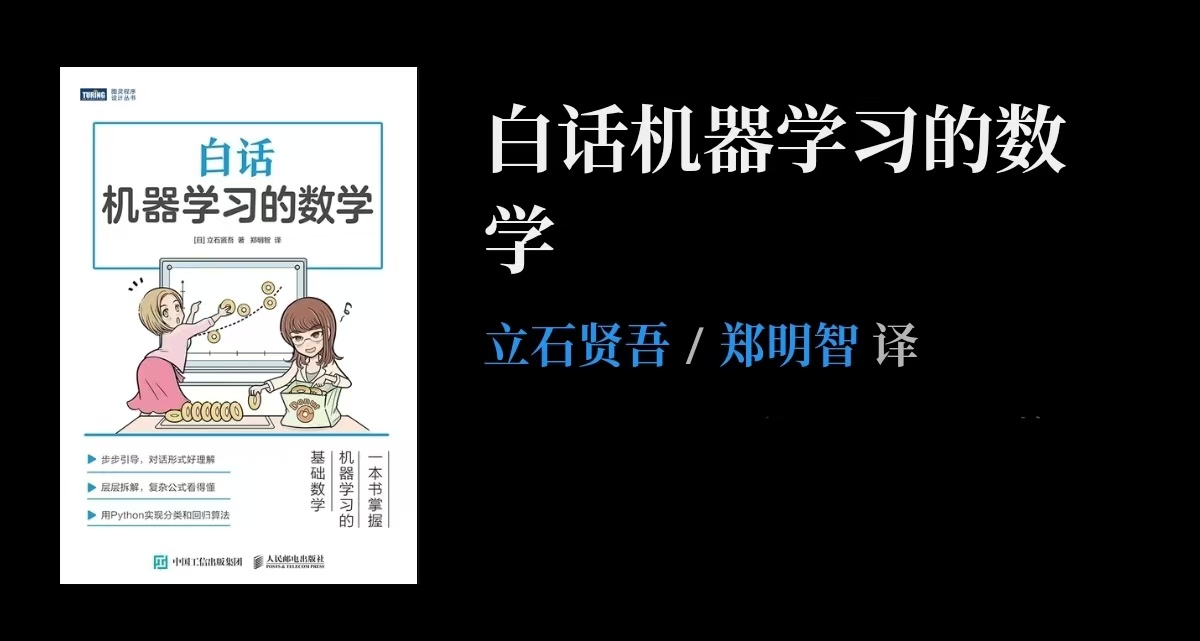 TURING
图灵程序
设计丛书
白话
机器学习的数学
[日] 立石贤吾 著 郑明智 译
Donut
步步引导，对话形式好理解
层层拆解，复杂公式看得懂
用Python实现分类和回归算法
一本书掌握
机器学习的
基础数学
中国工信出版集团
人民邮电出版社
POSTS & TELECOM PRESS
白话机器学习的数
学
立石贤吾 / 郑明智 译